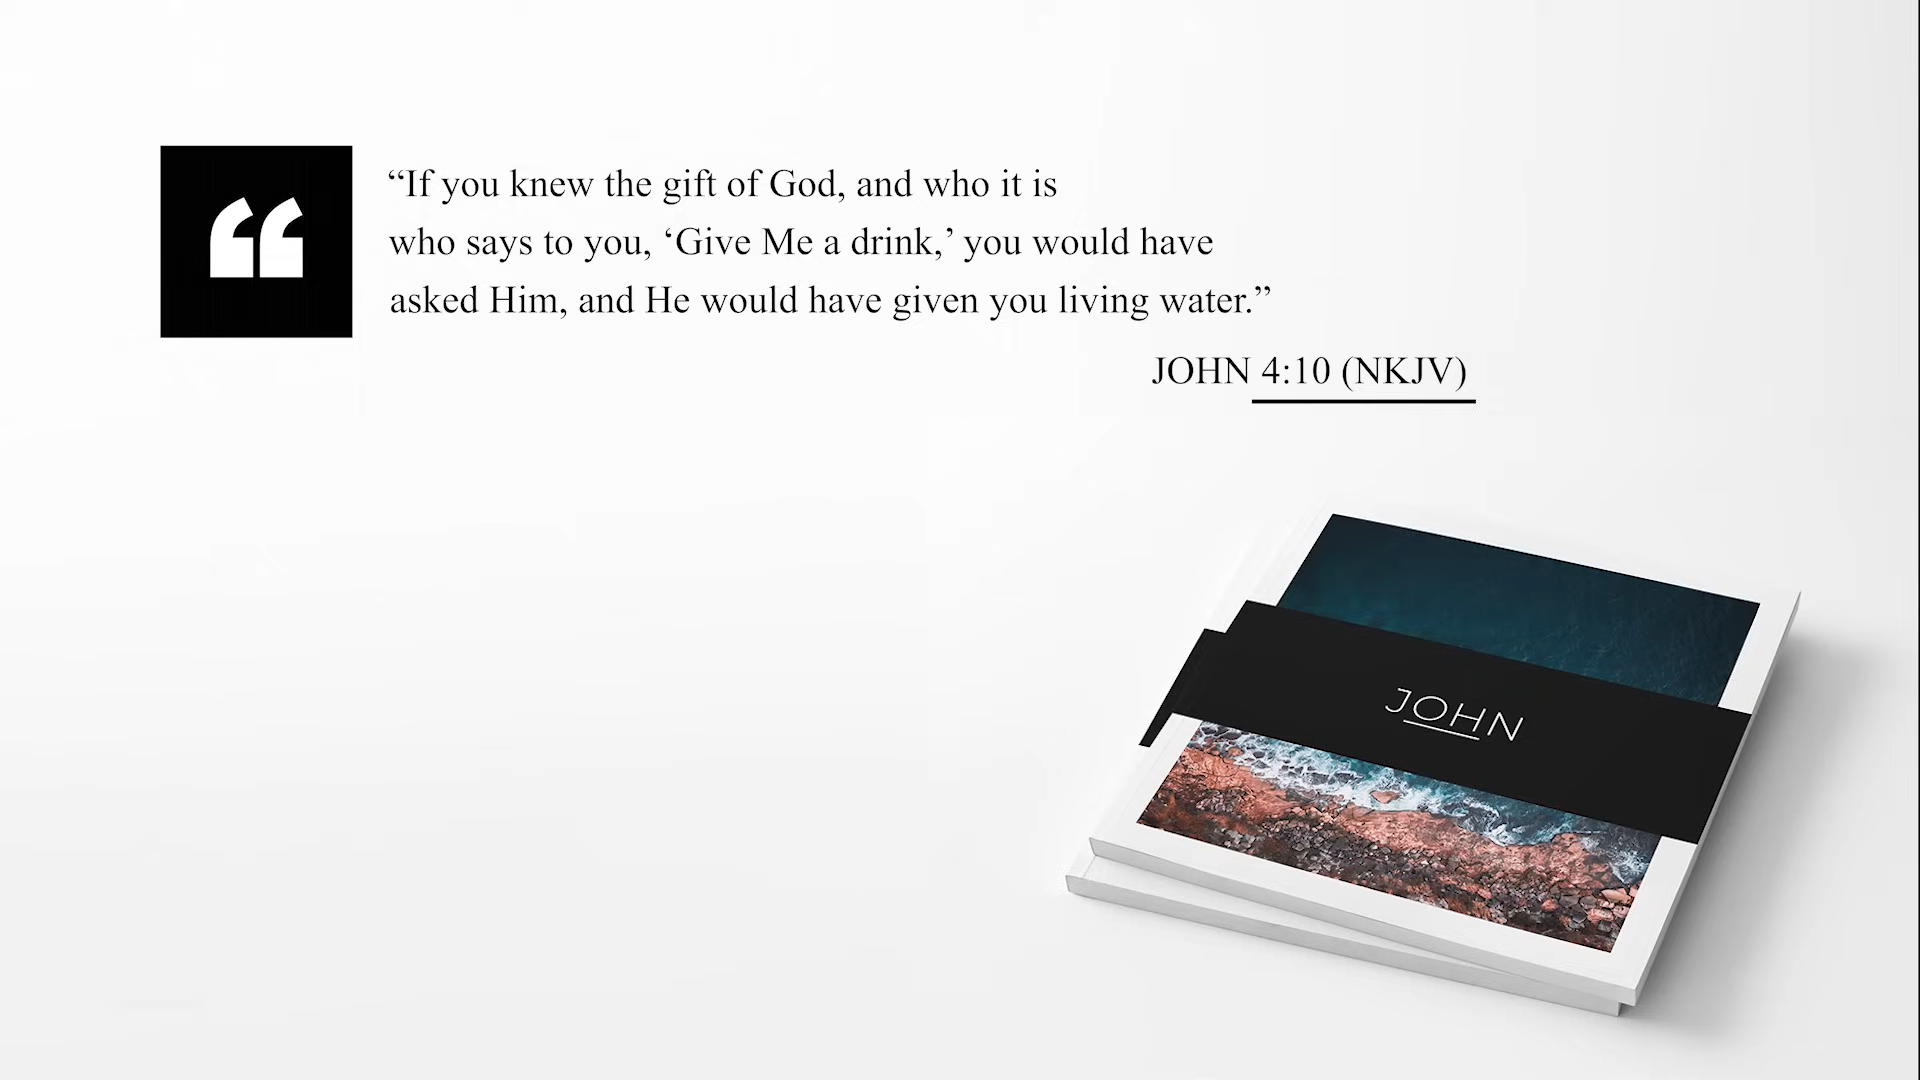 “If you knew the gift of God, and who it is
who says to you, ‘Give Me a drink,’ you would have
asked Him, and He would have given you living water.”
JOHN 4:10 (NKJV)
JOHN